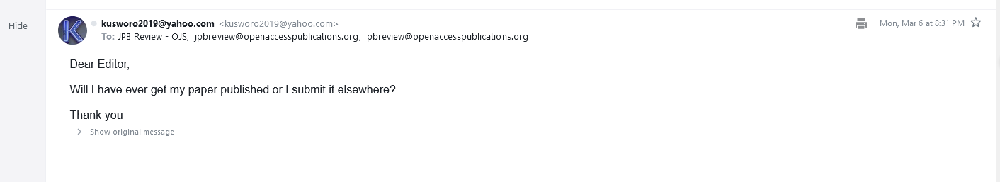 Hide
K
kusworo2019@yahoo.com <kusworo2019@yahoo.com>
Mon, Mar 6 at 8:31 PM
To: JPB Review - OJS, jpbreview@openaccesspublications.org, pbreview@openaccesspublications.org
Dear Editor,
Will I have ever get my paper published or I submit it elsewhere?
Thank you
Show original message